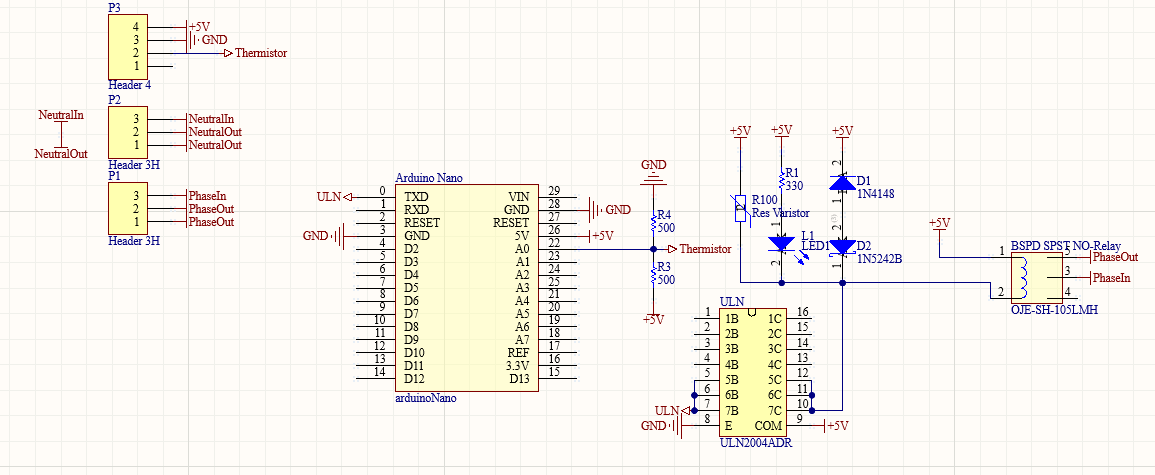 P3
4 +5V
3 GND
2 Thermistor
1
Header 4
P2
NeutralIn
NeutralOut
3 NeutralIn
2 NeutralOut
1 NeutralOut
Header 3H
P1
3 PhaseIn
2 PhaseOut
1 PhaseOut
Header 3H
Arduino Nano
ULN 0 TXD VIN 29
1 RXD GND 28 GND
2 RESET RESET 27
GND 3 GND 5V 26 +5V
4 D2 A0 22 Thermistor
5 D3 A1 23
6 D4 A2 24
7 D5 A3 25
8 D6 A4 21
9 D7 A5 20
10 D8 A6 19
11 D9 A7 18
12 D10 REF 17
13 D11 3.3V 16
14 D12 D13 15
arduinoNano
GND
R4
500
R3
500
+5V
+5V
+5V
+5V
R100
Res Varistor
R1
330
1
L1
LED1
2
2
D1
1N4148
1
2
D2
1N5242B
1
ULN
1 1B 1C 16
2 2B 2C 15
3 3B 3C 14
4 4B 4C 13
5 5B 5C 12
6 6B 6C 11
ULN 7 7B 7C 10
GND 8 E COM 9 +5V
ULN2004ADR
+5V
BSPD SPST NO-Relay
1 5 PhaseOut
3 PhaseIn
2 4
OJE-SH-105LMH